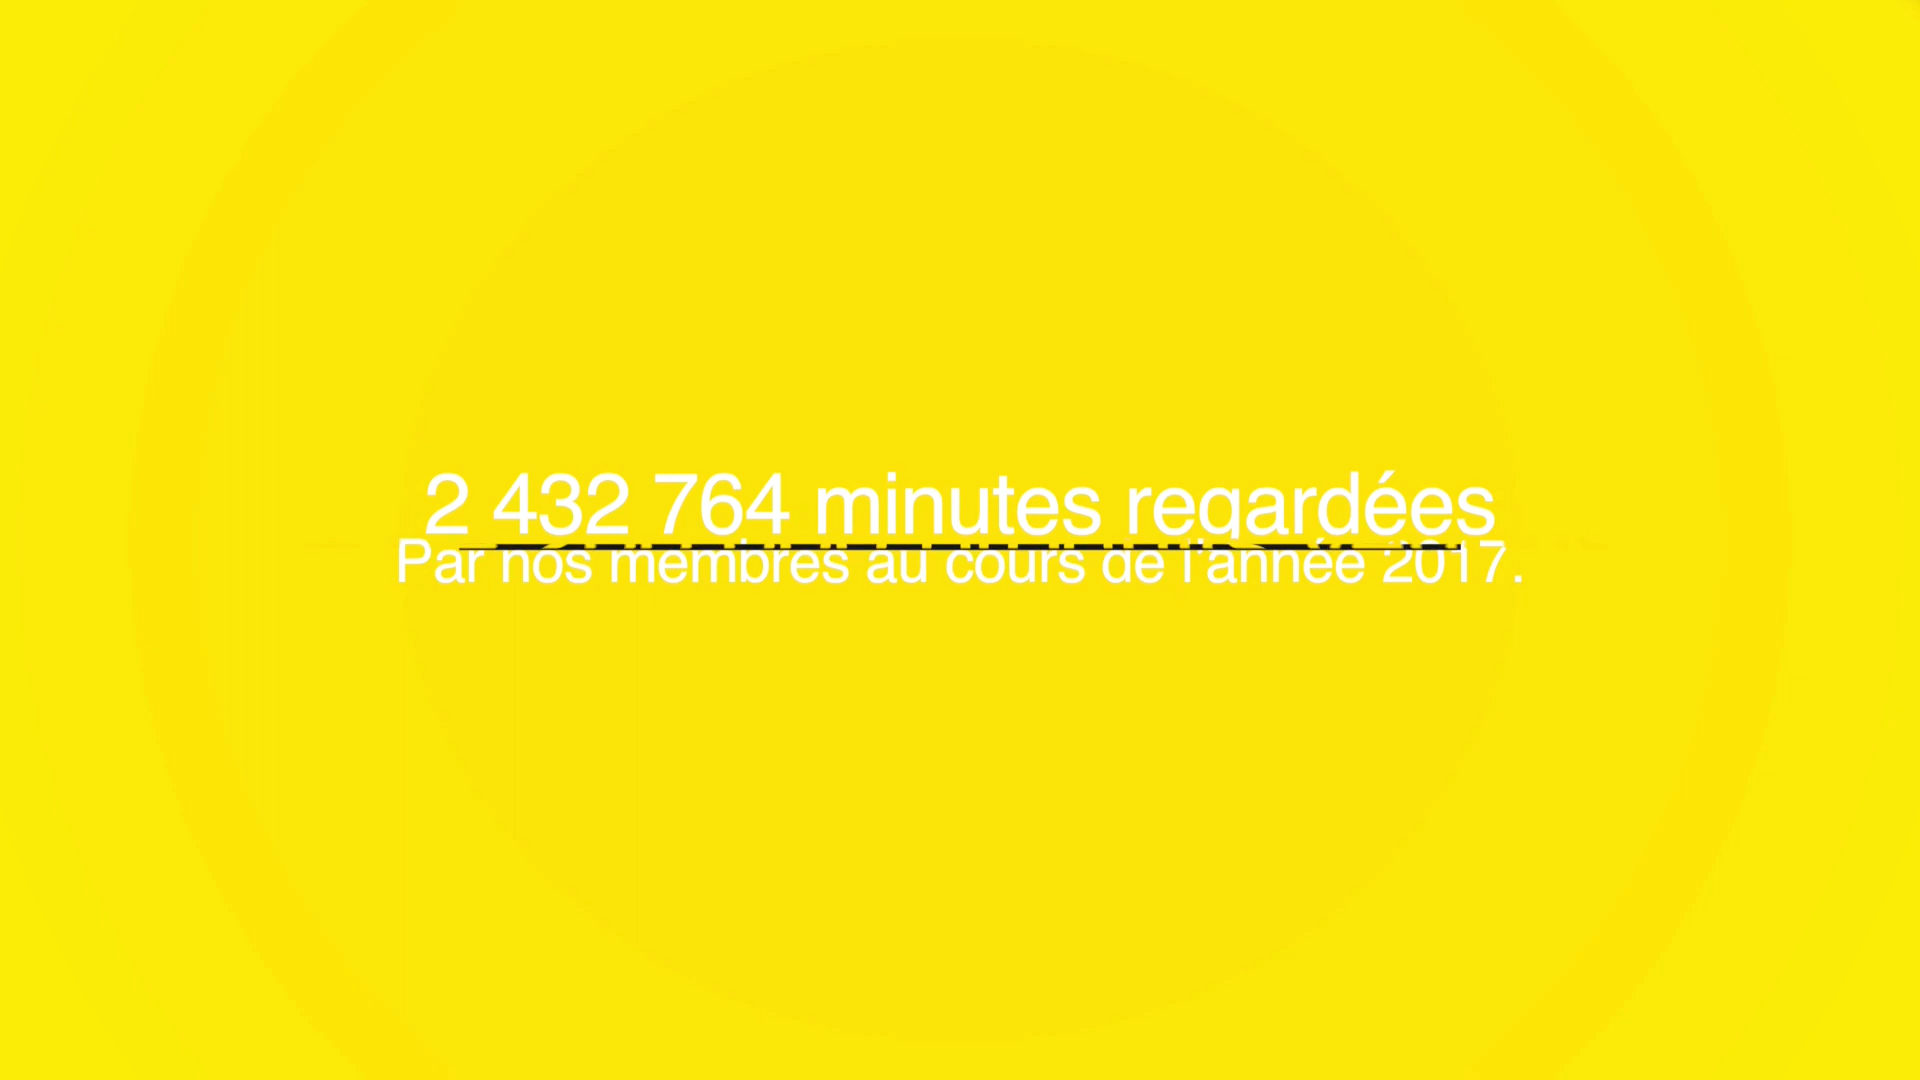 2 432 764 minutes regardées
Par nos membres au cours de l'année 2017.